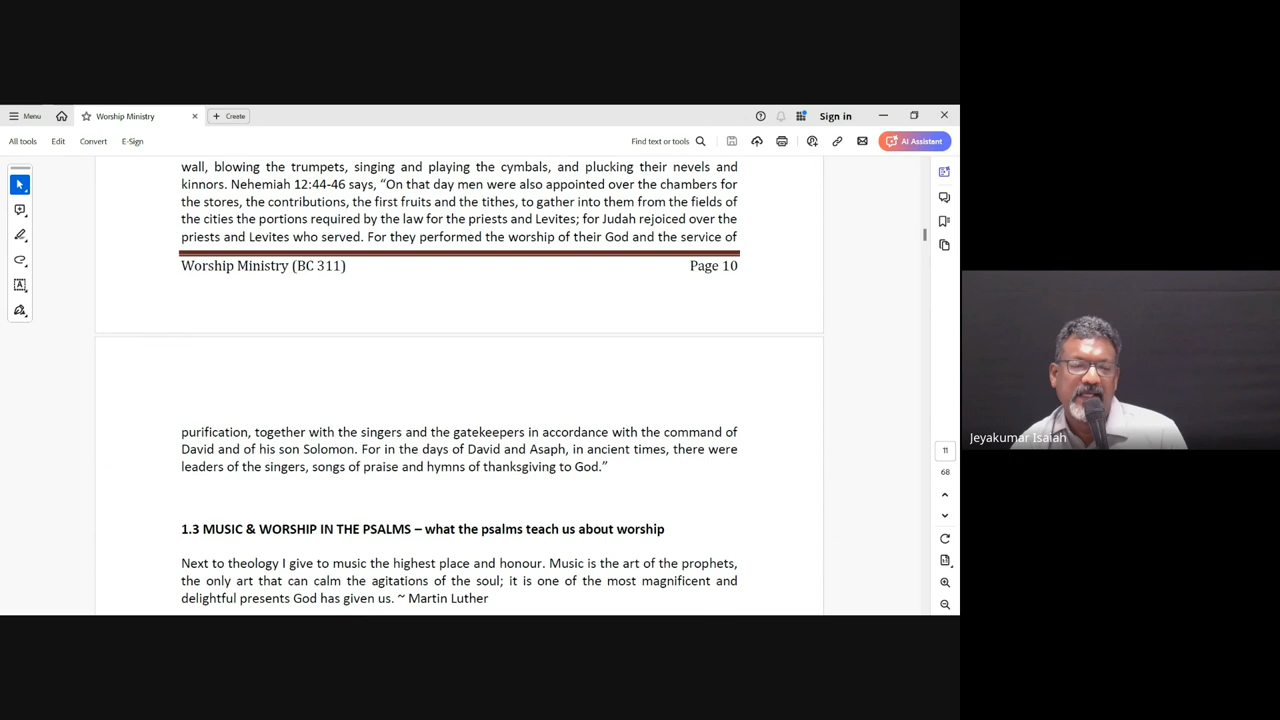 Menu
Worship Ministry
Create
Sign in
All tools
Edit
Convert
E-Sign
Find text or tools
AI Assistant
wall, blowing the trumpets, singing and playing the cymbals, and plucking their nevels and
kinnors. Nehemiah 12:44-46 says, “On that day men were also appointed over the chambers for
the stores, the contributions, the first fruits and the tithes, to gather into them from the fields of
the cities the portions required by the law for the priests and Levites; for Judah rejoiced over the
priests and Levites who served. For they performed the worship of their God and the service of
Worship Ministry (BC 311)
Page 10
purification, together with the singers and the gatekeepers in accordance with the command of
David and of his son Solomon. For in the days of David and Asaph, in ancient times, there were
leaders of the singers, songs of praise and hymns of thanksgiving to God.”
1.3 MUSIC & WORSHIP IN THE PSALMS – what the psalms teach us about worship
Next to theology I give to music the highest place and honour. Music is the art of the prophets,
the only art that can calm the agitations of the soul; it is one of the most magnificent and
delightful presents God has given us. ~ Martin Luther
11
68
Jeyakumar Isaiah